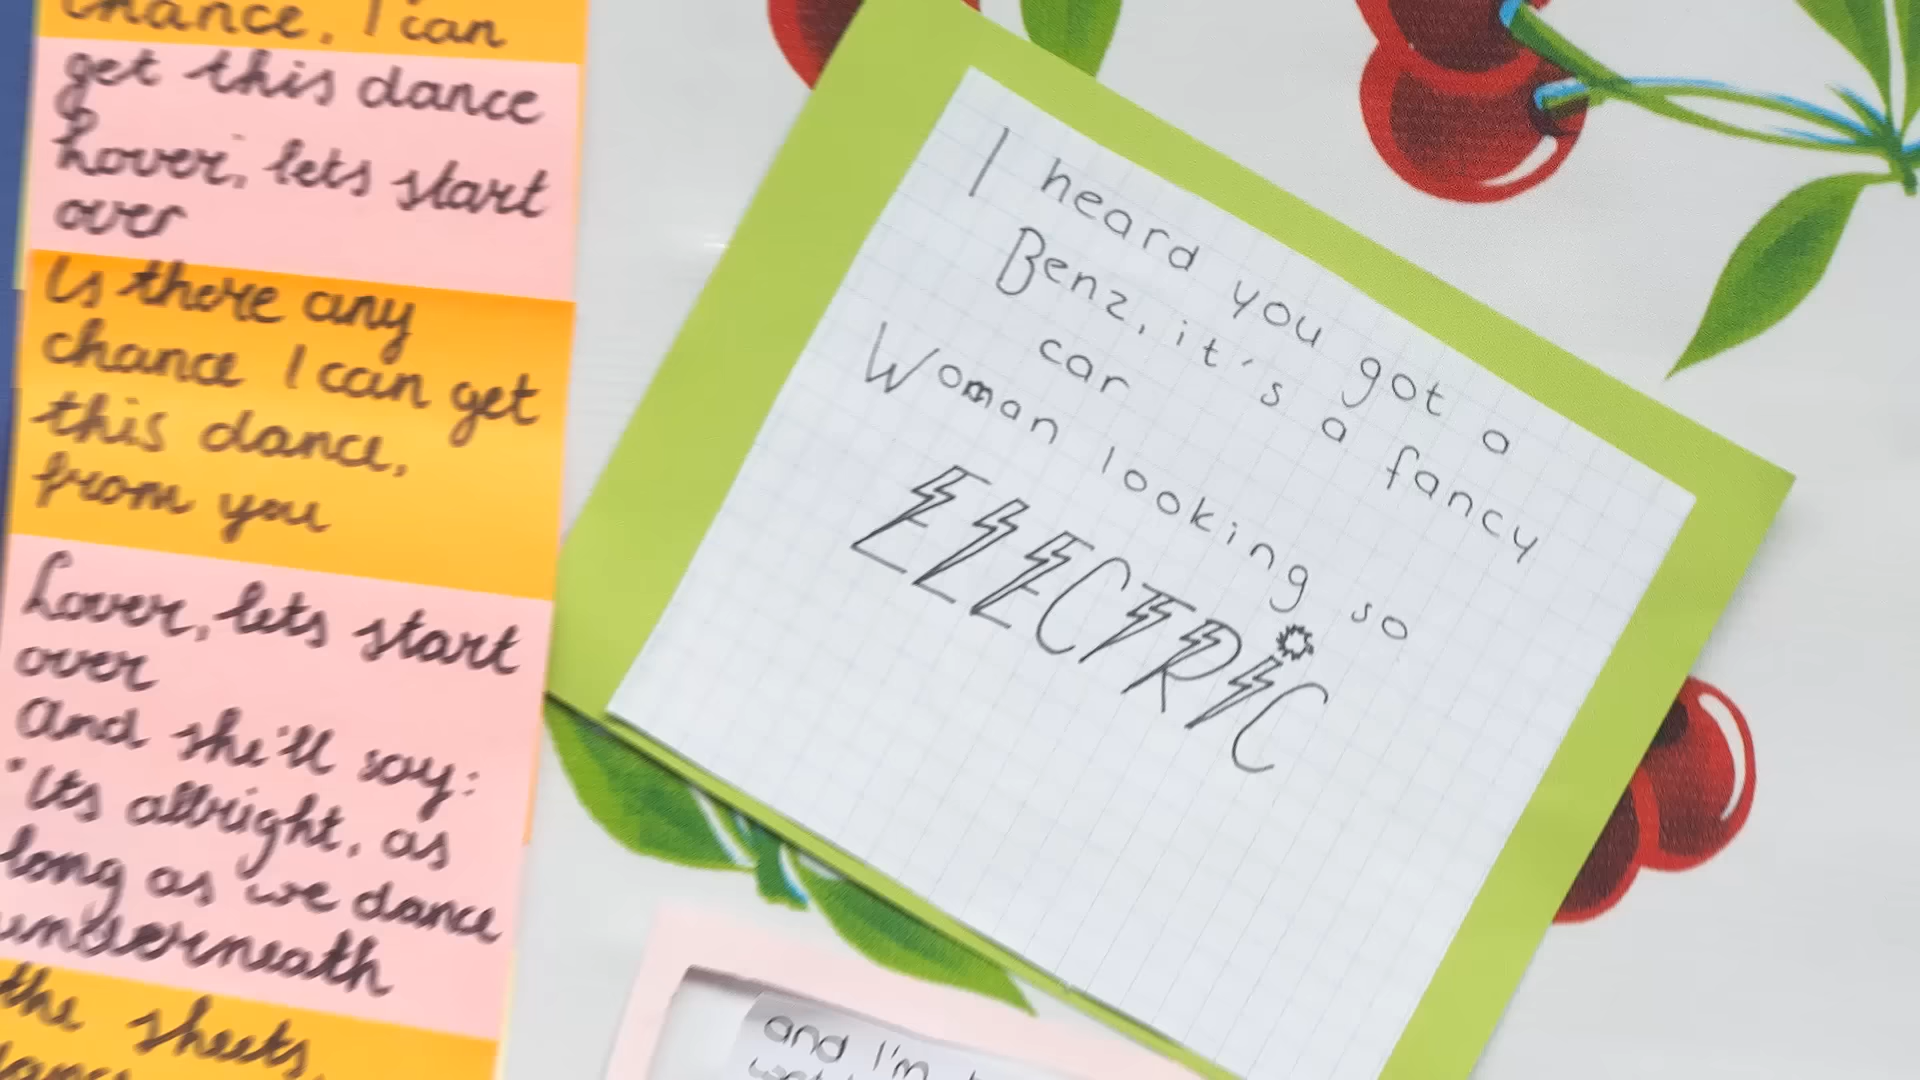 chance, I can
get this dance
Lover, lets start
over
Is there any
chance I can get
this dance,
from you
Lover, lets start
over
And she'll say:
"Its allright, as
long as we dance
underneath
the sheets,
I heard you got a
Benz, it's a fancy
car
Woman looking so
ELECTRiC
and I'm